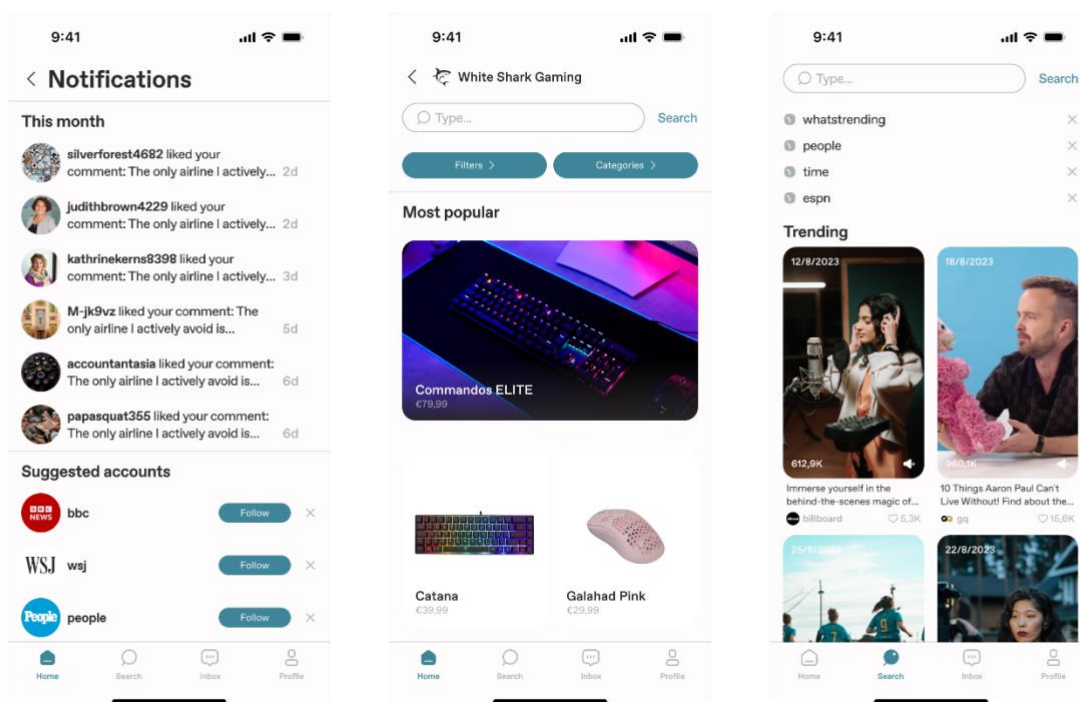 9:41
Notifications
This month
silverforest4682 liked your
comment: The only airline I actively... 2d
judithbrown4229 liked your
comment: The only airline I actively... 2d
kathrinekerns8398 liked your
comment: The only airline I actively... 3d
M-jk9vz liked your comment: The
only airline I actively avoid is... 5d
accountantasia liked your comment:
The only airline I actively avoid is... 6d
papasquat355 liked your comment:
The only airline I actively avoid is... 6d
Suggested accounts
BBC
NEWS
bbc Follow
WSJ wsj Follow
People people Follow
Home Search Inbox Profile
9:41
White Shark Gaming
Type... Search
Filters Categories
Most popular
Commandos ELITE
€79,99
Catana
€39,99
Galahad Pink
€29,99
Home Search Inbox Profile
9:41
Type... Search
whatstrending
people
time
espn
Trending
12/8/2023
612,9K
Immerse yourself in the
behind-the-scenes magic of...
billboard 5,3K
18/8/2023
980,1K
10 Things Aaron Paul Can't
Live Without! Find about the...
GQ gq 15,6K
25/8/2023
9
22/8/2023
Home Search Inbox Profile